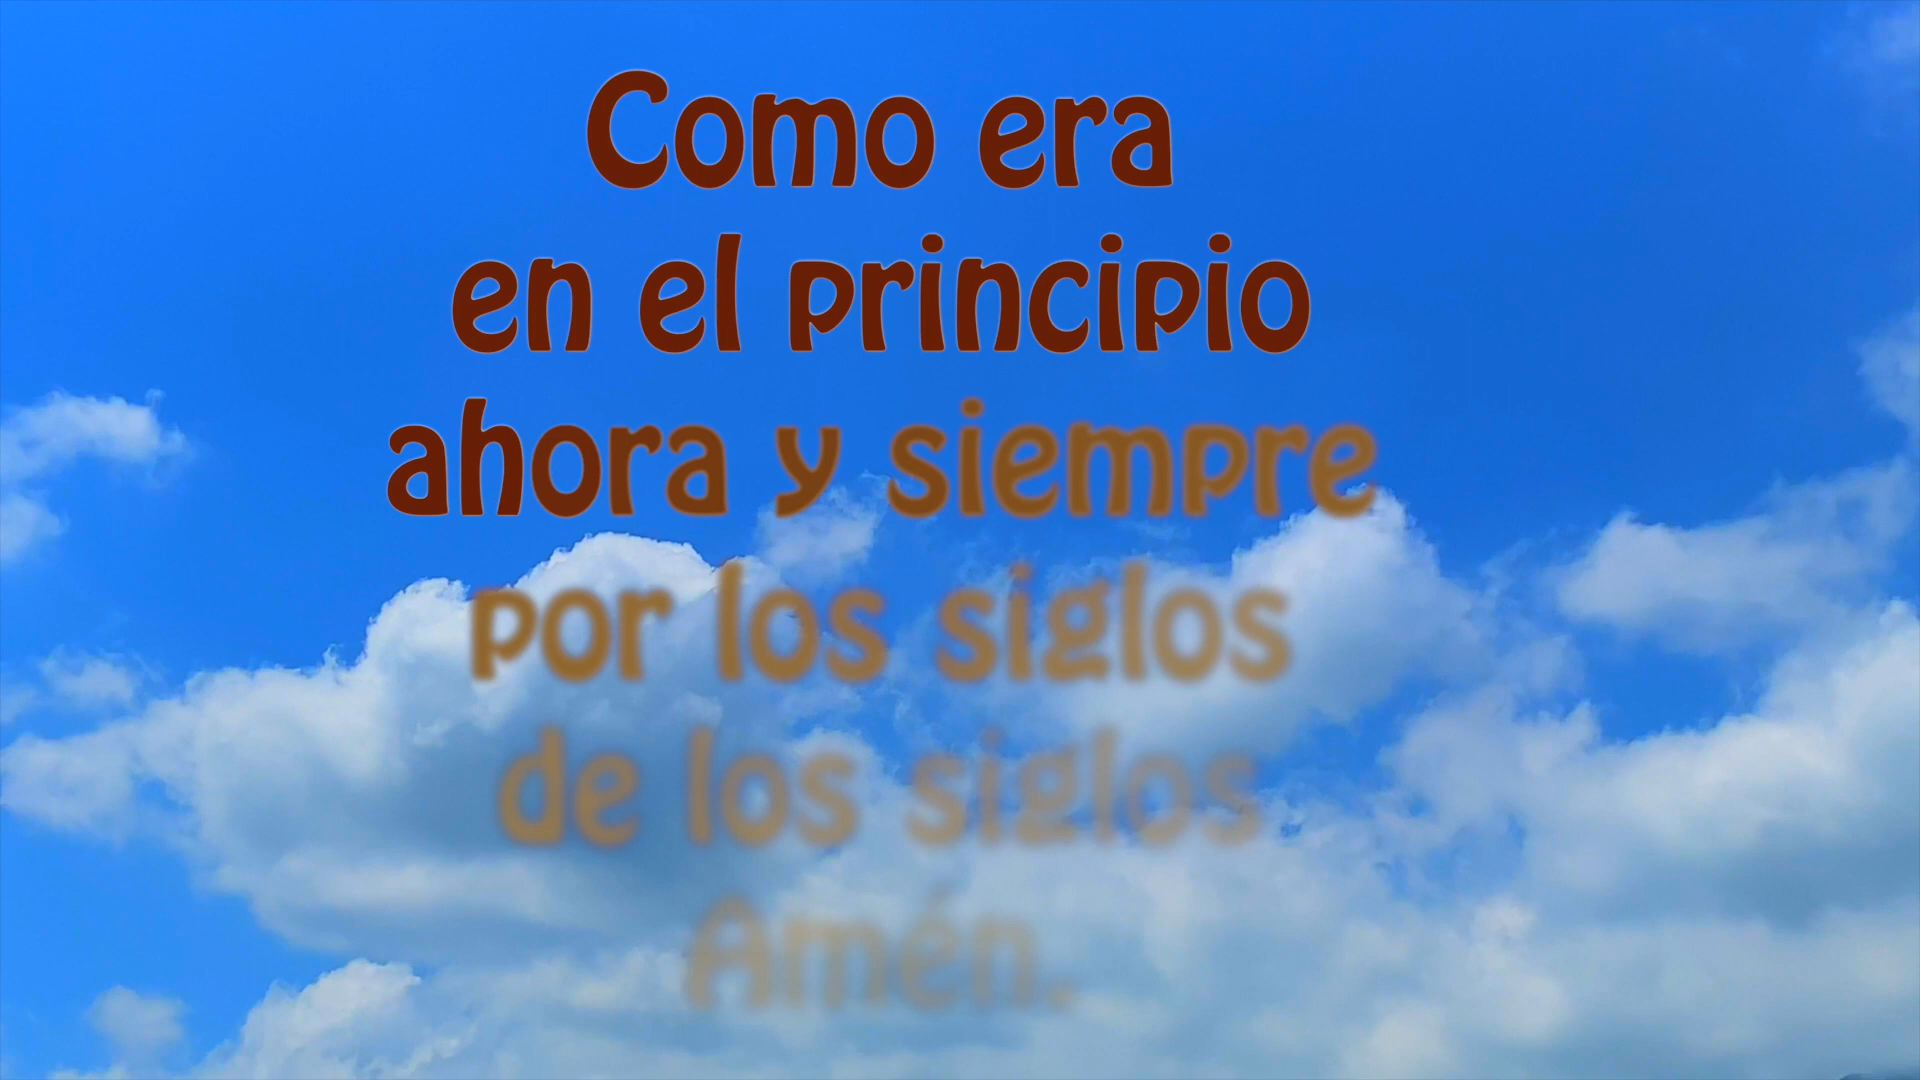 Como era
en el principio
ahora y siempre
por los siglos
de los siglos
Amén.